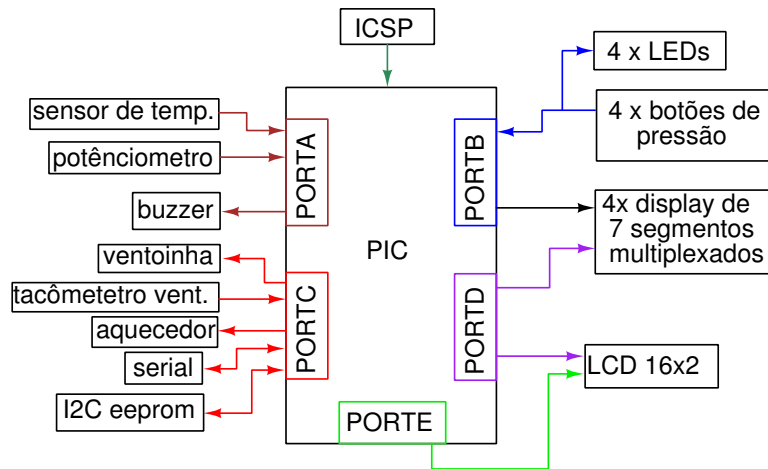 ICSP
4 x LEDs
sensor de temp.
4 x botões de
pressão
potênciometro
PORTA
PORTB
buzzer
4x display de
7 segmentos
multiplexados
ventoinha
PIC
tacômetetro vent.
PORTC
PORTD
aquecedor
serial
LCD 16x2
I2C eeprom
PORTE